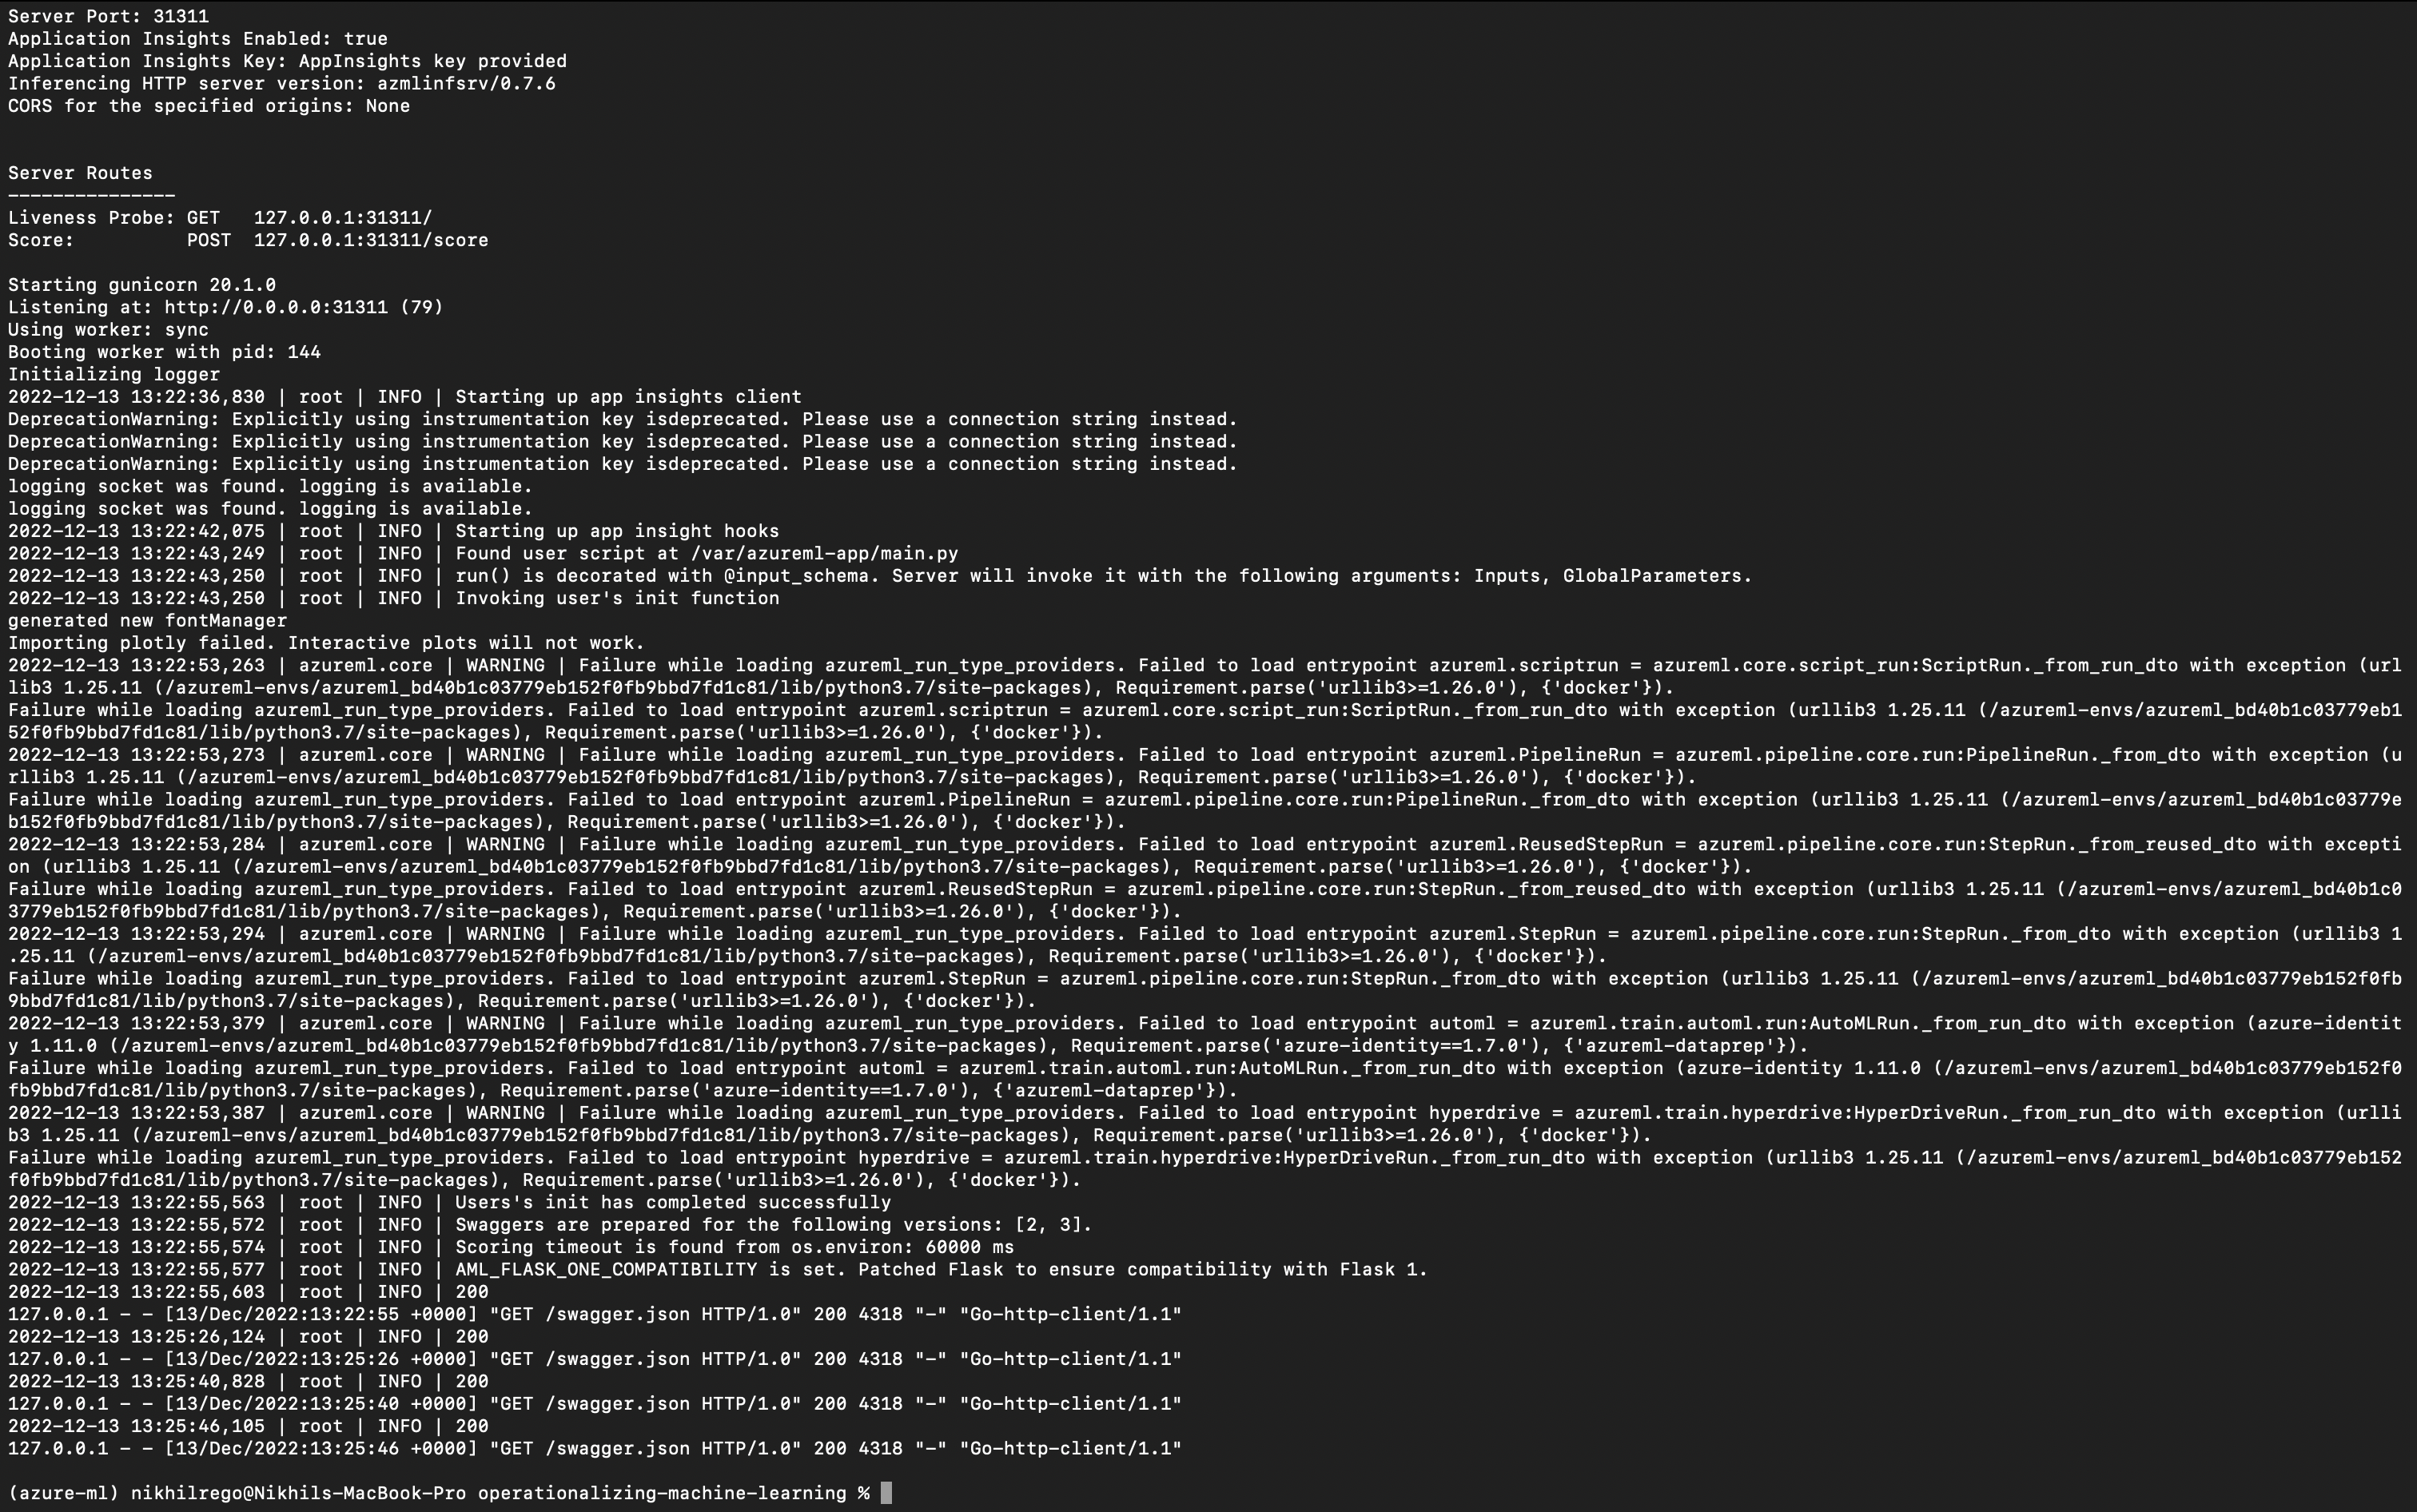 Server Port: 31311
Application Insights Enabled: true
Application Insights Key: AppInsights key provided
Inferencing HTTP server version: azmlinfsrv/0.7.6
CORS for the specified origins: None
Server Routes
---------------
Liveness Probe: GET   127.0.0.1:31311/
Score:          POST  127.0.0.1:31311/score
Starting gunicorn 20.1.0
Listening at: http://0.0.0.0:31311 (79)
Using worker: sync
Booting worker with pid: 144
Initializing logger
2022-12-13 13:22:36,830 | root | INFO | Starting up app insights client
DeprecationWarning: Explicitly using instrumentation key isdeprecated. Please use a connection string instead.
DeprecationWarning: Explicitly using instrumentation key isdeprecated. Please use a connection string instead.
DeprecationWarning: Explicitly using instrumentation key isdeprecated. Please use a connection string instead.
logging socket was found. logging is available.
logging socket was found. logging is available.
2022-12-13 13:22:42,075 | root | INFO | Starting up app insight hooks
2022-12-13 13:22:43,249 | root | INFO | Found user script at /var/azureml-app/main.py
2022-12-13 13:22:43,250 | root | INFO | run() is decorated with @input_schema. Server will invoke it with the following arguments: Inputs, GlobalParameters.
2022-12-13 13:22:43,250 | root | INFO | Invoking user's init function
generated new fontManager
Importing plotly failed. Interactive plots will not work.
2022-12-13 13:22:53,263 | azureml.core | WARNING | Failure while loading azureml_run_type_providers. Failed to load entrypoint azureml.scriptrun = azureml.core.script_run:ScriptRun._from_run_dto with exception (url
lib3 1.25.11 (/azureml-envs/azureml_bd40b1c03779eb152f0fb9bbd7fd1c81/lib/python3.7/site-packages), Requirement.parse('urllib3>=1.26.0'), {'docker'}).
Failure while loading azureml_run_type_providers. Failed to load entrypoint azureml.scriptrun = azureml.core.script_run:ScriptRun._from_run_dto with exception (urllib3 1.25.11 (/azureml-envs/azureml_bd40b1c03779eb1
52f0fb9bbd7fd1c81/lib/python3.7/site-packages), Requirement.parse('urllib3>=1.26.0'), {'docker'}).
2022-12-13 13:22:53,273 | azureml.core | WARNING | Failure while loading azureml_run_type_providers. Failed to load entrypoint azureml.PipelineRun = azureml.pipeline.core.run:PipelineRun._from_dto with exception (u
rllib3 1.25.11 (/azureml-envs/azureml_bd40b1c03779eb152f0fb9bbd7fd1c81/lib/python3.7/site-packages), Requirement.parse('urllib3>=1.26.0'), {'docker'}).
Failure while loading azureml_run_type_providers. Failed to load entrypoint azureml.PipelineRun = azureml.pipeline.core.run:PipelineRun._from_dto with exception (urllib3 1.25.11 (/azureml-envs/azureml_bd40b1c03779e
b152f0fb9bbd7fd1c81/lib/python3.7/site-packages), Requirement.parse('urllib3>=1.26.0'), {'docker'}).
2022-12-13 13:22:53,284 | azureml.core | WARNING | Failure while loading azureml_run_type_providers. Failed to load entrypoint azureml.ReusedStepRun = azureml.pipeline.core.run:StepRun._from_reused_dto with excepti
on (urllib3 1.25.11 (/azureml-envs/azureml_bd40b1c03779eb152f0fb9bbd7fd1c81/lib/python3.7/site-packages), Requirement.parse('urllib3>=1.26.0'), {'docker'}).
Failure while loading azureml_run_type_providers. Failed to load entrypoint azureml.ReusedStepRun = azureml.pipeline.core.run:StepRun._from_reused_dto with exception (urllib3 1.25.11 (/azureml-envs/azureml_bd40b1c0
3779eb152f0fb9bbd7fd1c81/lib/python3.7/site-packages), Requirement.parse('urllib3>=1.26.0'), {'docker'}).
2022-12-13 13:22:53,294 | azureml.core | WARNING | Failure while loading azureml_run_type_providers. Failed to load entrypoint azureml.StepRun = azureml.pipeline.core.run:StepRun._from_dto with exception (urllib3 1
.25.11 (/azureml-envs/azureml_bd40b1c03779eb152f0fb9bbd7fd1c81/lib/python3.7/site-packages), Requirement.parse('urllib3>=1.26.0'), {'docker'}).
Failure while loading azureml_run_type_providers. Failed to load entrypoint azureml.StepRun = azureml.pipeline.core.run:StepRun._from_dto with exception (urllib3 1.25.11 (/azureml-envs/azureml_bd40b1c03779eb152f0fb
9bbd7fd1c81/lib/python3.7/site-packages), Requirement.parse('urllib3>=1.26.0'), {'docker'}).
2022-12-13 13:22:53,379 | azureml.core | WARNING | Failure while loading azureml_run_type_providers. Failed to load entrypoint automl = azureml.train.automl.run:AutoMLRun._from_run_dto with exception (azure-identit
y 1.11.0 (/azureml-envs/azureml_bd40b1c03779eb152f0fb9bbd7fd1c81/lib/python3.7/site-packages), Requirement.parse('azure-identity==1.7.0'), {'azureml-dataprep'}).
Failure while loading azureml_run_type_providers. Failed to load entrypoint automl = azureml.train.automl.run:AutoMLRun._from_run_dto with exception (azure-identity 1.11.0 (/azureml-envs/azureml_bd40b1c03779eb152f0
fb9bbd7fd1c81/lib/python3.7/site-packages), Requirement.parse('azure-identity==1.7.0'), {'azureml-dataprep'}).
2022-12-13 13:22:53,387 | azureml.core | WARNING | Failure while loading azureml_run_type_providers. Failed to load entrypoint hyperdrive = azureml.train.hyperdrive:HyperDriveRun._from_run_dto with exception (urlli
b3 1.25.11 (/azureml-envs/azureml_bd40b1c03779eb152f0fb9bbd7fd1c81/lib/python3.7/site-packages), Requirement.parse('urllib3>=1.26.0'), {'docker'}).
Failure while loading azureml_run_type_providers. Failed to load entrypoint hyperdrive = azureml.train.hyperdrive:HyperDriveRun._from_run_dto with exception (urllib3 1.25.11 (/azureml-envs/azureml_bd40b1c03779eb152
f0fb9bbd7fd1c81/lib/python3.7/site-packages), Requirement.parse('urllib3>=1.26.0'), {'docker'}).
2022-12-13 13:22:55,563 | root | INFO | Users's init has completed successfully
2022-12-13 13:22:55,572 | root | INFO | Swaggers are prepared for the following versions: [2, 3].
2022-12-13 13:22:55,574 | root | INFO | Scoring timeout is found from os.environ: 60000 ms
2022-12-13 13:22:55,577 | root | INFO | AML_FLASK_ONE_COMPATIBILITY is set. Patched Flask to ensure compatibility with Flask 1.
2022-12-13 13:22:55,603 | root | INFO | 200
127.0.0.1 - - [13/Dec/2022:13:22:55 +0000] "GET /swagger.json HTTP/1.0" 200 4318 "-" "Go-http-client/1.1"
2022-12-13 13:25:26,124 | root | INFO | 200
127.0.0.1 - - [13/Dec/2022:13:25:26 +0000] "GET /swagger.json HTTP/1.0" 200 4318 "-" "Go-http-client/1.1"
2022-12-13 13:25:40,828 | root | INFO | 200
127.0.0.1 - - [13/Dec/2022:13:25:40 +0000] "GET /swagger.json HTTP/1.0" 200 4318 "-" "Go-http-client/1.1"
2022-12-13 13:25:46,105 | root | INFO | 200
127.0.0.1 - - [13/Dec/2022:13:25:46 +0000] "GET /swagger.json HTTP/1.0" 200 4318 "-" "Go-http-client/1.1"
(azure-ml) nikhilrego@Nikhils-MacBook-Pro operationalizing-machine-learning %